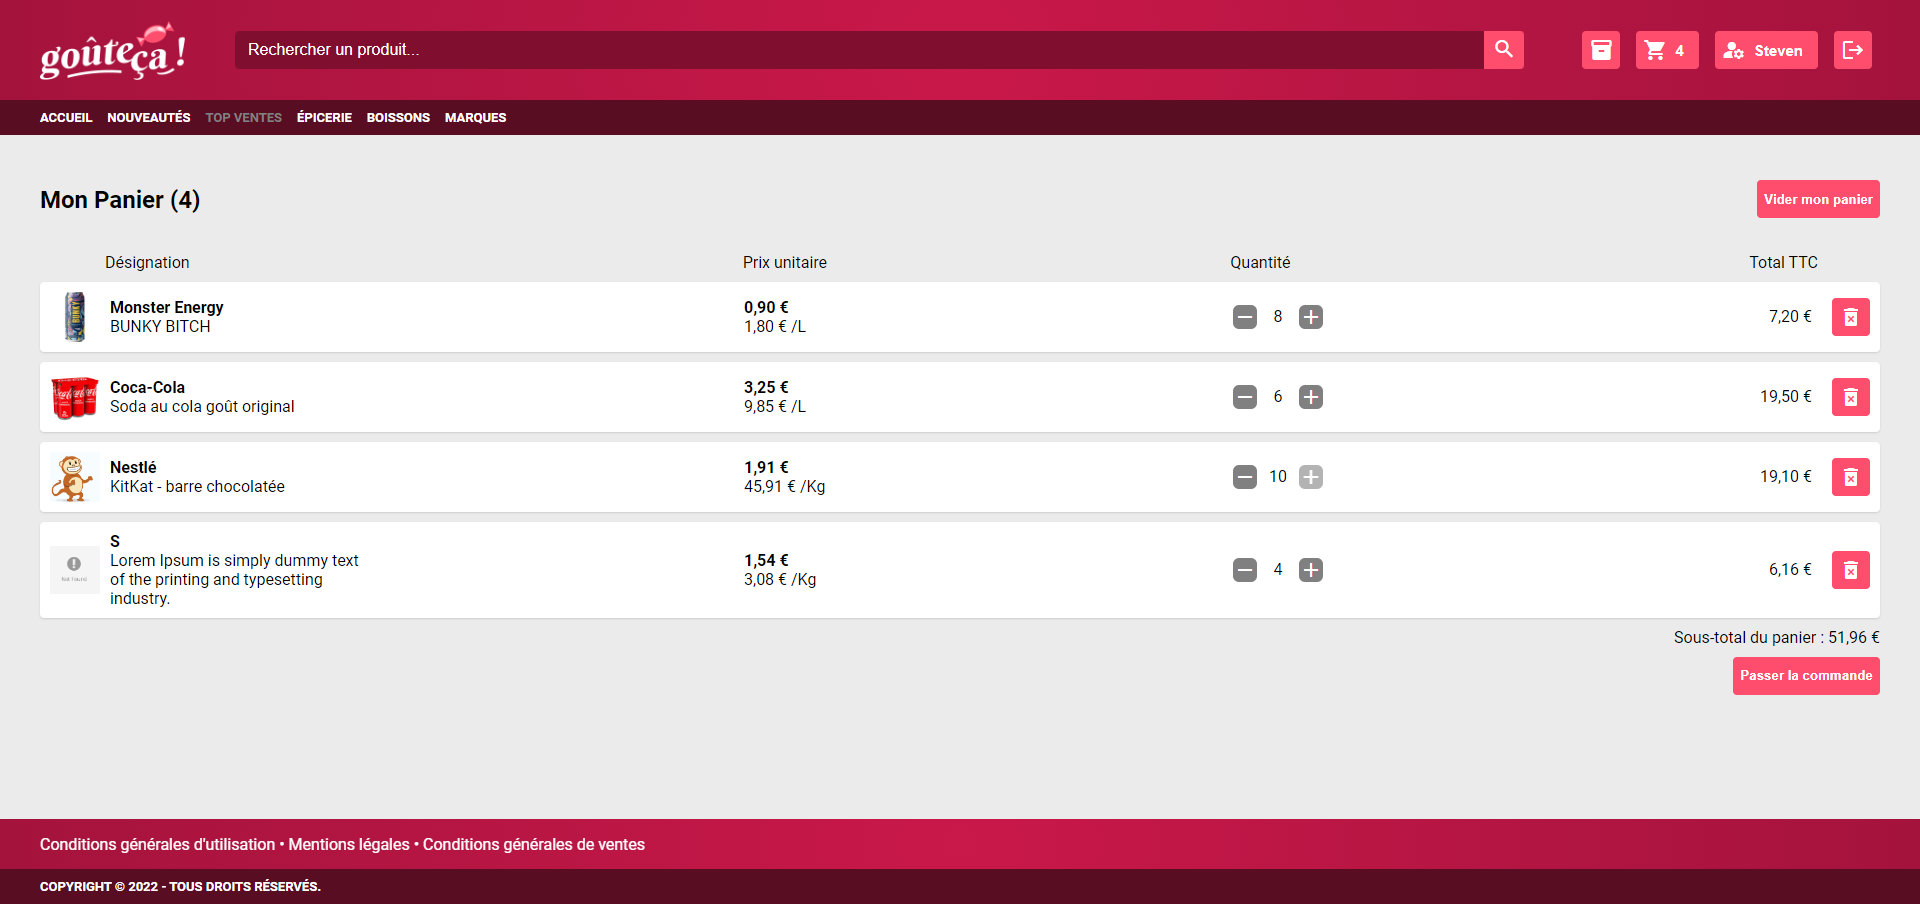 goûteça !
Rechercher un produit...
4
Steven
ACCUEIL NOUVEAUTÉS TOP VENTES ÉPICERIE BOISSONS MARQUES
Mon Panier (4)
Vider mon panier
Désignation Prix unitaire Quantité Total TTC
Monster Energy
BUNKY BITCH
0,90 €
1,80 € /L
8
7,20 €
Coca-Cola
Soda au cola goût original
3,25 €
9,85 € /L
6
19,50 €
Nestlé
KitKat - barre chocolatée
1,91 €
45,91 € /Kg
10
19,10 €
Not found
S
Lorem Ipsum is simply dummy text
of the printing and typesetting
industry.
1,54 €
3,08 € /Kg
4
6,16 €
Sous-total du panier : 51,96 €
Passer la commande
Conditions générales d'utilisation • Mentions légales • Conditions générales de ventes
COPYRIGHT © 2022 - TOUS DROITS RÉSERVÉS.